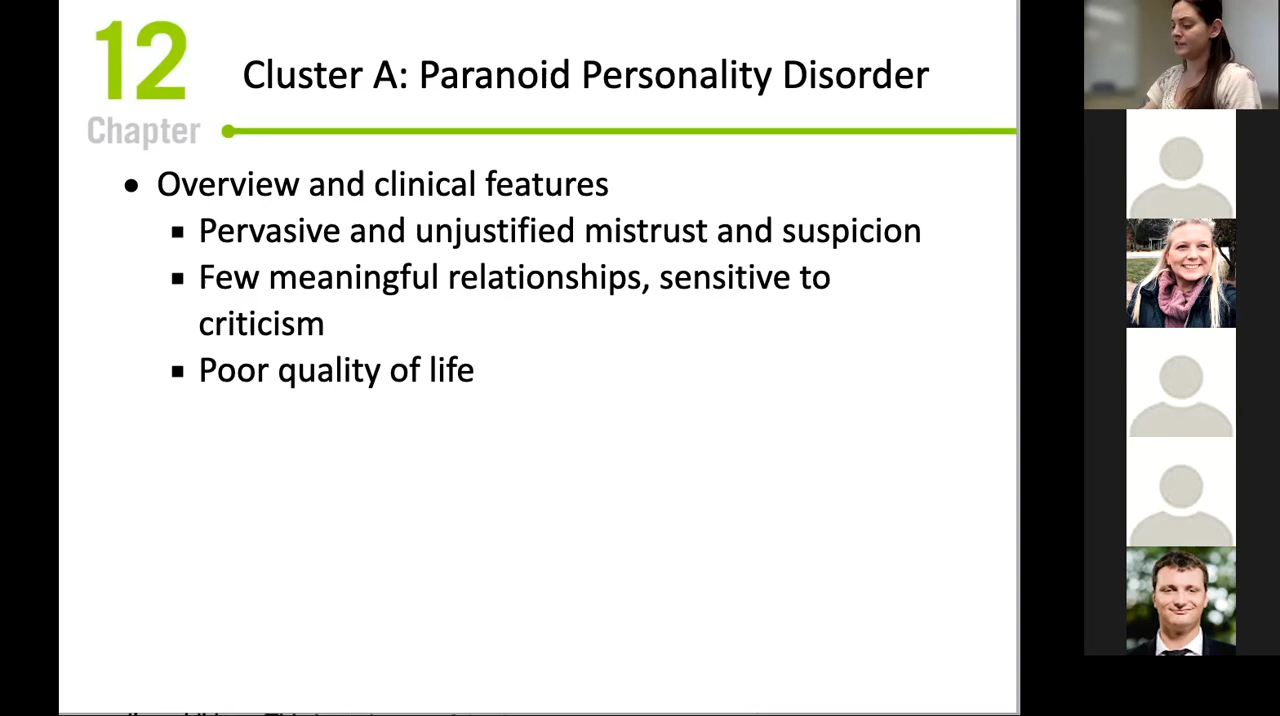 12
Chapter
Cluster A: Paranoid Personality Disorder
• Overview and clinical features
▪ Pervasive and unjustified mistrust and suspicion
▪ Few meaningful relationships, sensitive to
criticism
▪ Poor quality of life